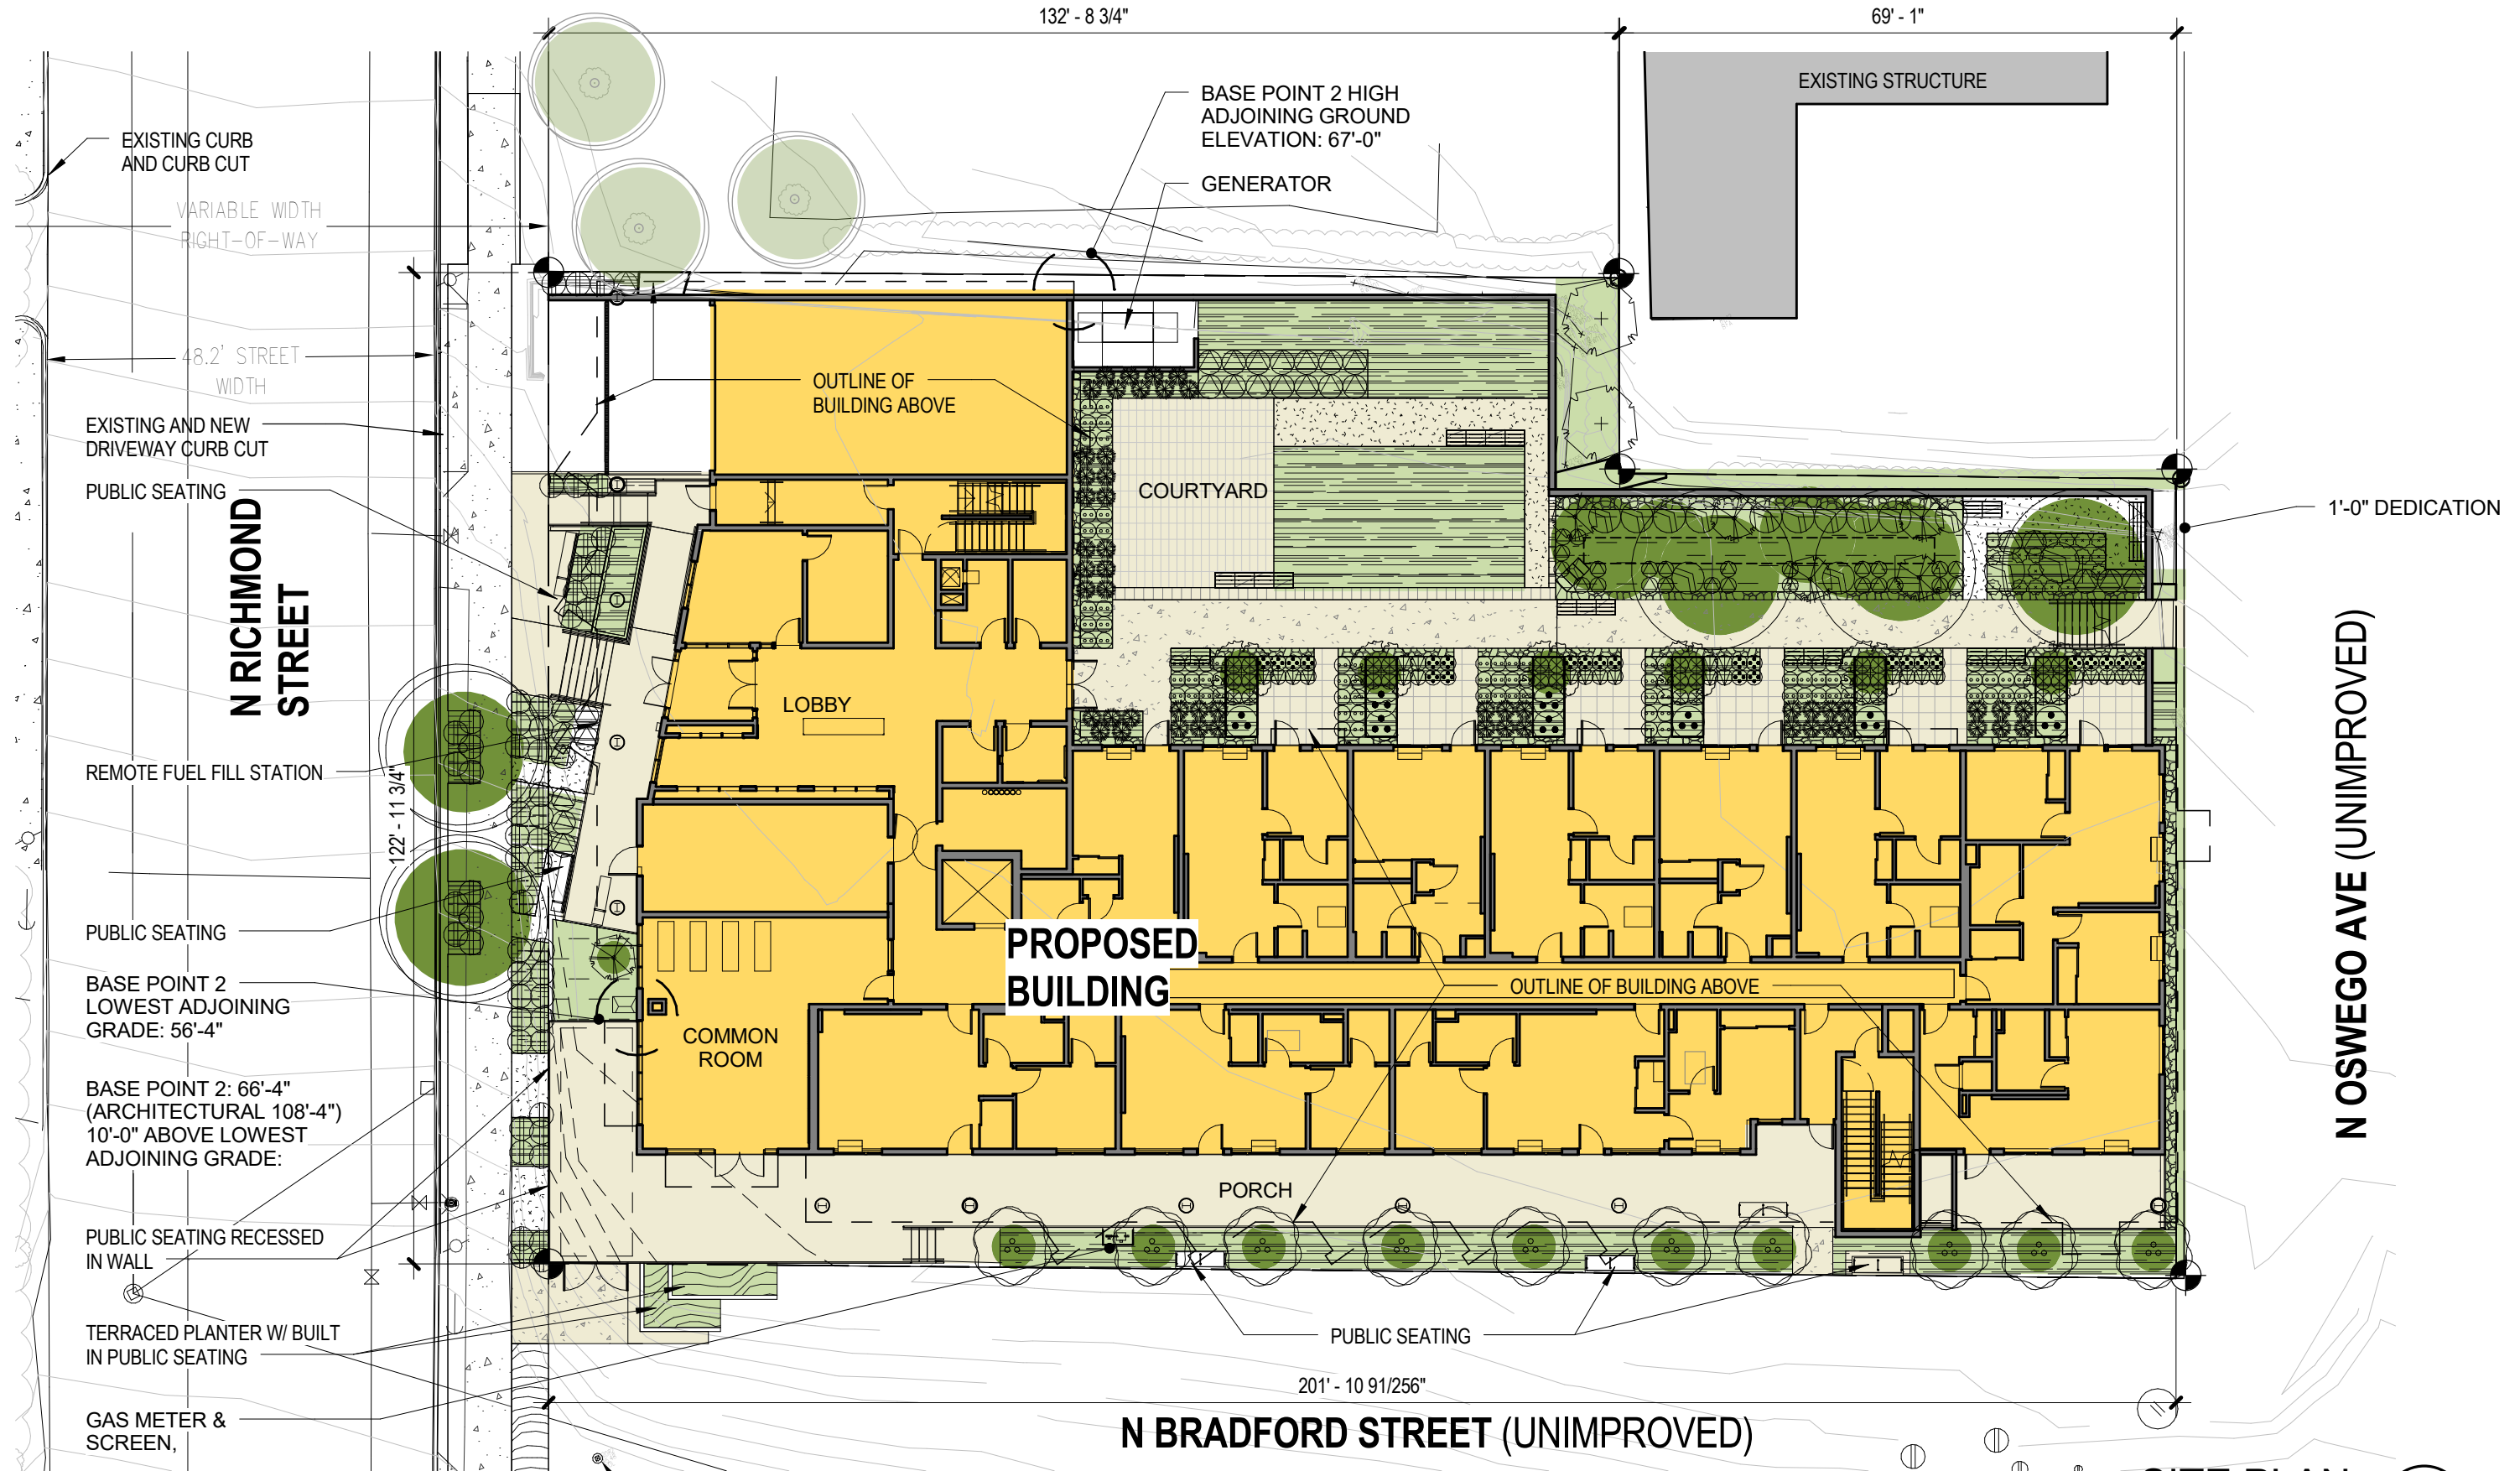 132' - 8 3/4"
69' - 1"
EXISTING STRUCTURE
BASE POINT 2 HIGH
ADJOINING GROUND
ELEVATION: 67'-0"
GENERATOR
EXISTING CURB
AND CURB CUT
VARIABLE WIDTH
RIGHT-OF-WAY
48.2' STREET
WIDTH
OUTLINE OF
BUILDING ABOVE
EXISTING AND NEW
DRIVEWAY CURB CUT
PUBLIC SEATING
COURTYARD
1'-0" DEDICATION
N RICHMOND
STREET
LOBBY
REMOTE FUEL FILL STATION
122' - 11 3/4"
N OSWEGO AVE (UNIMPROVED)
PUBLIC SEATING
PROPOSED
BUILDING
BASE POINT 2
LOWEST ADJOINING
GRADE: 56'-4"
OUTLINE OF BUILDING ABOVE
COMMON
ROOM
BASE POINT 2: 66'-4"
(ARCHITECTURAL 108'-4")
10'-0" ABOVE LOWEST
ADJOINING GRADE:
PORCH
PUBLIC SEATING RECESSED
IN WALL
TERRACED PLANTER W/ BUILT
IN PUBLIC SEATING
PUBLIC SEATING
201' - 10 91/256"
GAS METER &
SCREEN,
N BRADFORD STREET (UNIMPROVED)
SITE PLAN